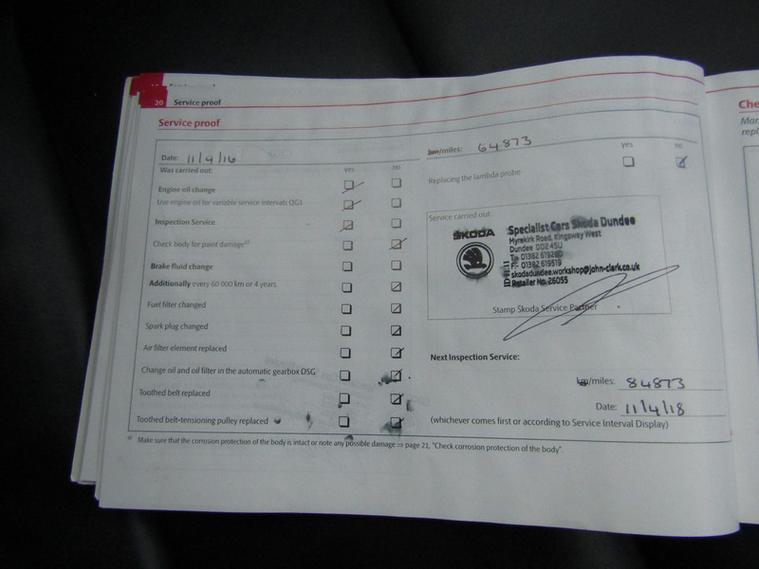 20 Service proof
Service proof
Date: 11/4/16
km/miles: 64873
yes no
Was carried out: yes no
Replacing the lambda probe
Engine oil change
Use engine oil for variable service intervals QG1
Inspection Service
Check body for paint damage
Brake fluid change
Additionally every 60 000 km or 4 years
Fuel filter changed
Spark plug changed
Air filter element replaced
Change oil and oil filter in the automatic gearbox DSG
Toothed belt replaced
Toothed belt-tensioning pulley replaced
Service carried out:
ŠKODA
Specialist Cars Skoda Dundee
Myrekirk Road, Kingsway West
Dundee DD2 4SU
F: 01382 619519
skodadundee.workshop@john-clark.co.uk
Retailer No. 26055
Stamp Škoda Service Partner
Next Inspection Service:
km/miles: 84873
Date: 11/4/18
(whichever comes first or according to Service Interval Display)
Make sure that the corrosion protection of the body is intact or note any possible damage ⇒ page 21, "Check corrosion protection of the body".
Che
Mar
repl